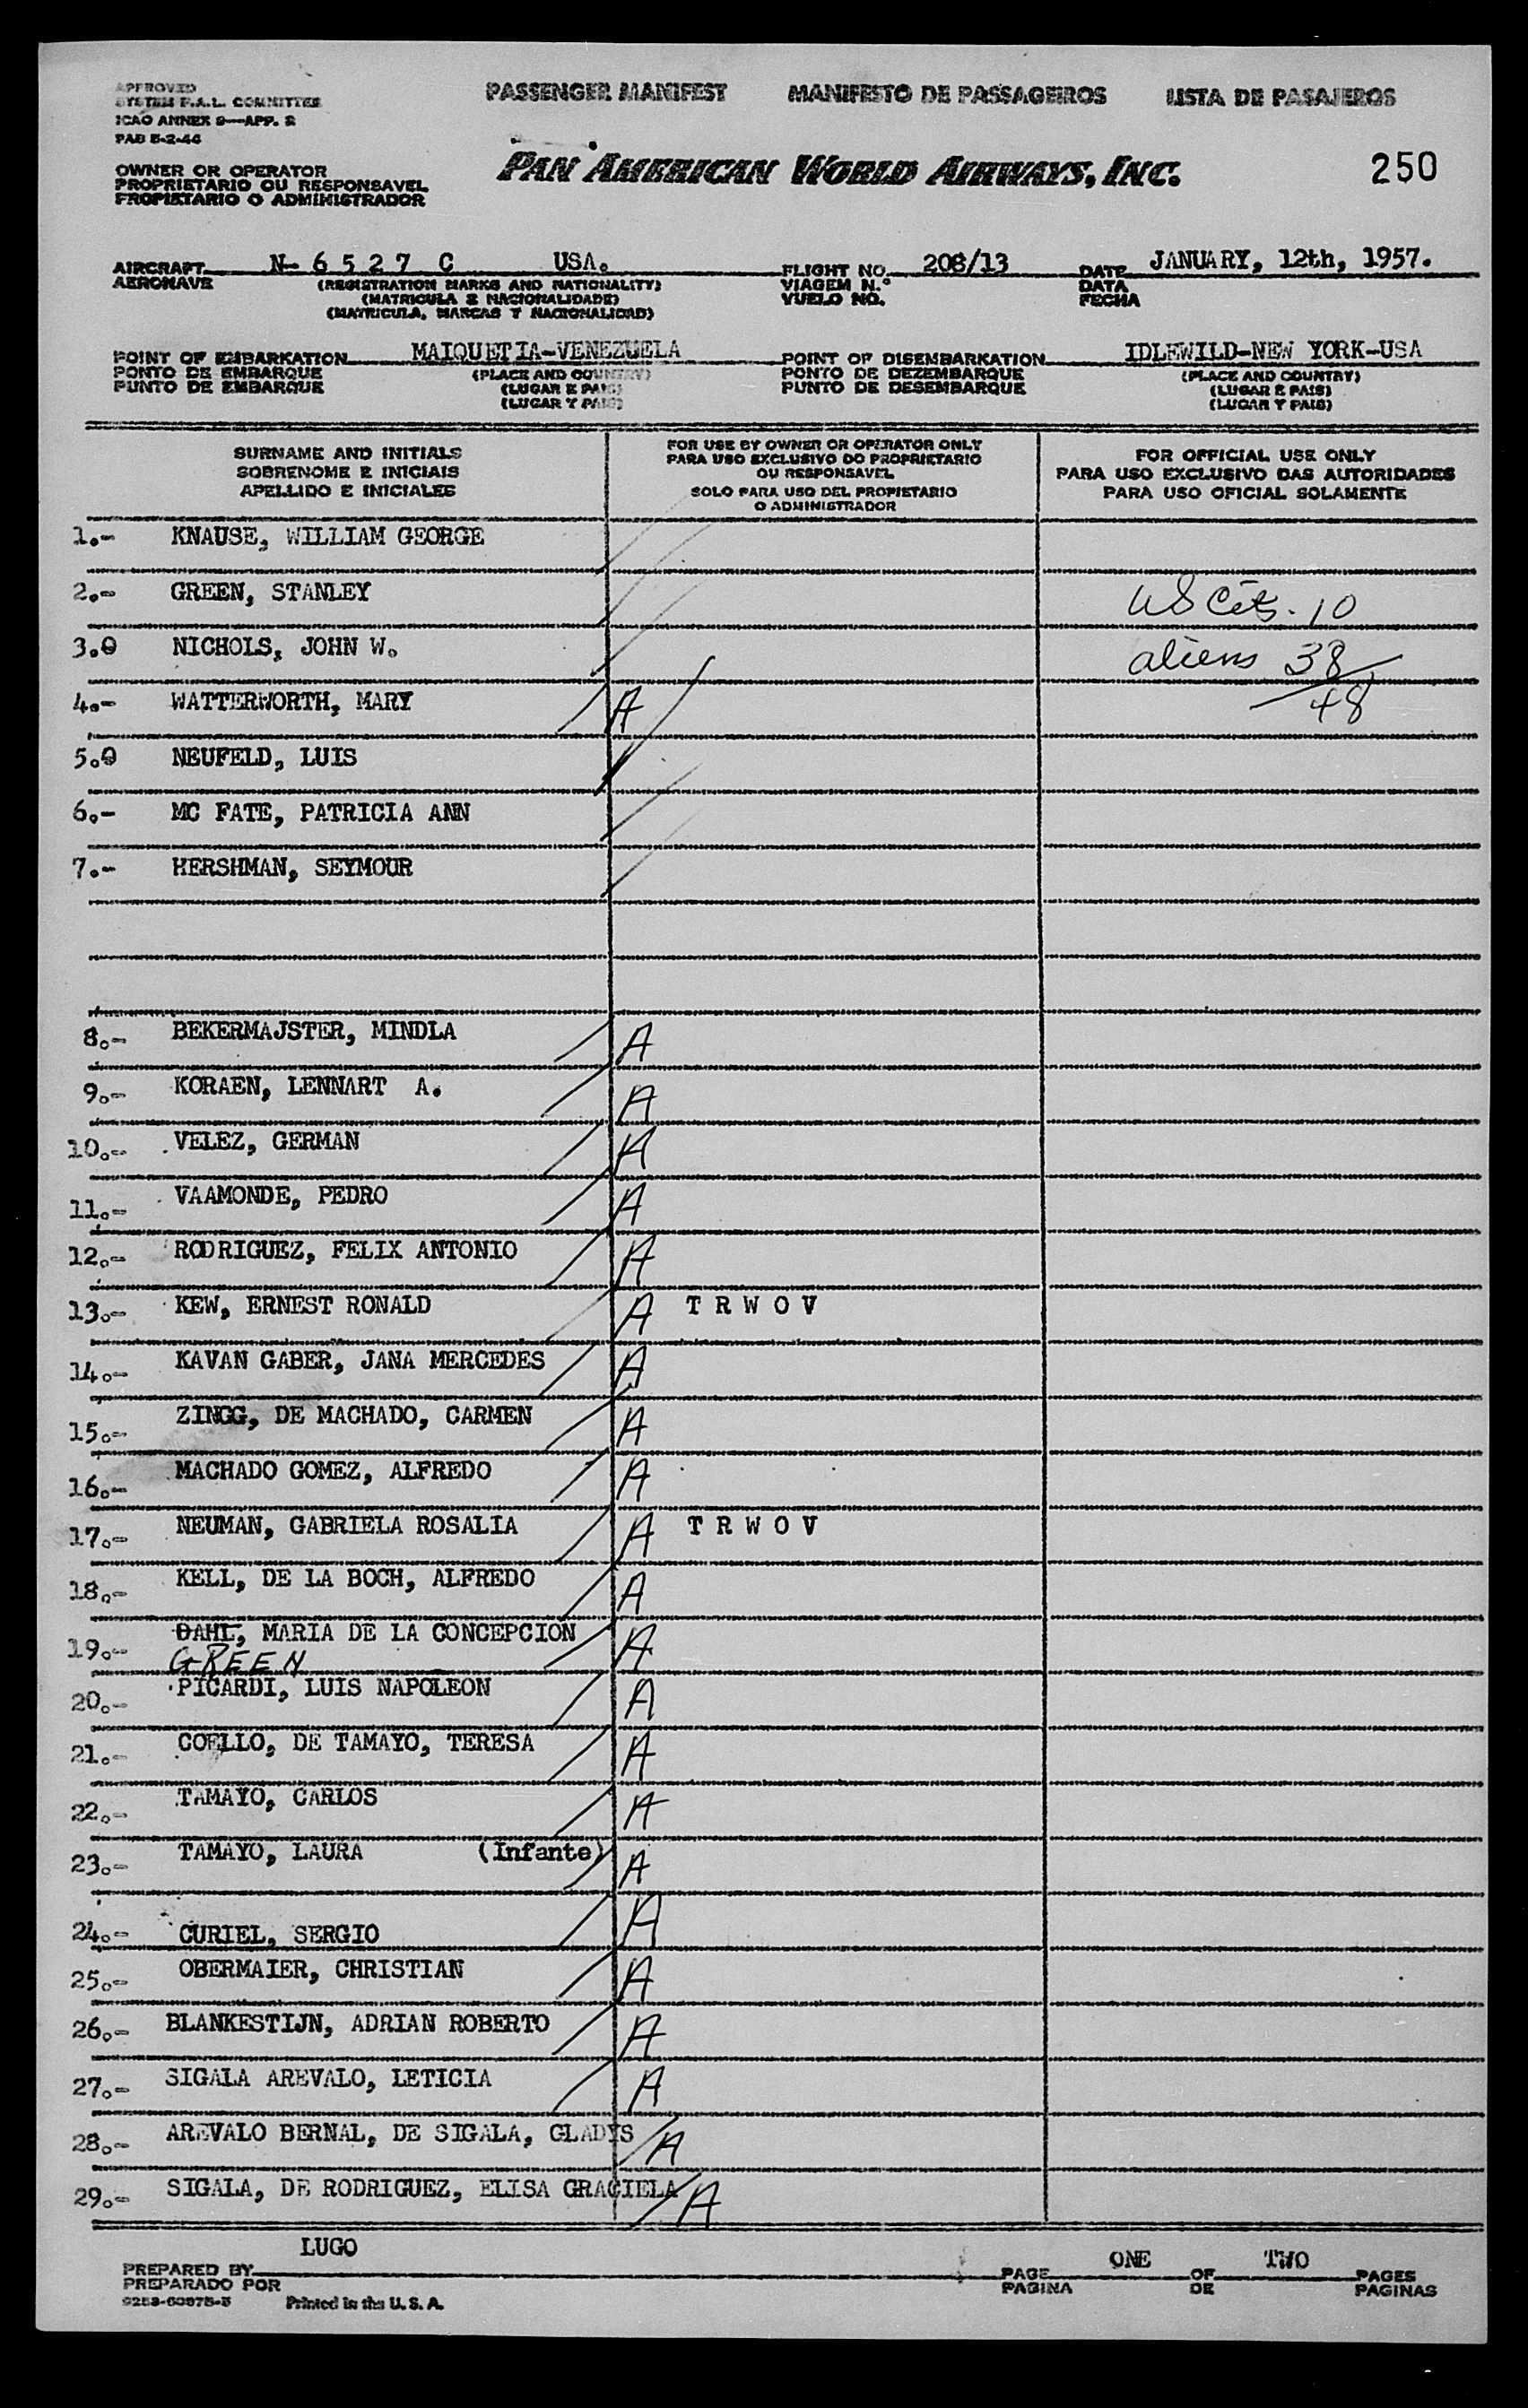 APPROVED
SYSTEM F.A.L. COMMITTEE
ICAO ANNEX 9—APP. 2
PAB 5-2-44
PASSENGER MANIFEST MANIFESTO DE PASSAGEIROS LISTA DE PASAJEROS
OWNER OR OPERATOR
PROPRIETARIO OU RESPONSAVEL
PROPIETARIO O ADMINISTRADOR
PAN AMERICAN WORLD AIRWAYS, INC.
250
AIRCRAFT N- 6 5 2 7 C USA.
AERONAVE
(REGISTRATION MARKS AND NATIONALITY)
(MATRICULA E NACIONALIDADE)
(MATRICULA, MARCAS Y NACIONALIDAD)
FLIGHT NO. 208/13
VIAGEM N.º
VUELO NO.
DATE JANUARY, 12th, 1957.
DATA
FECHA
POINT OF EMBARKATION MAIQUETIA-VENEZUELA
PONTO DE EMBARQUE
PUNTO DE EMBARQUE
(PLACE AND COUNTRY)
(LUGAR E PAIS)
(LUGAR Y PAIS)
POINT OF DISEMBARKATION IDLEWILD-NEW YORK-USA
PONTO DE DEZEMBARQUE
PUNTO DE DESEMBARQUE
(PLACE AND COUNTRY)
(LUGAR E PAIS)
(LUGAR Y PAIS)
SURNAME AND INITIALS
SOBRENOME E INICIAIS
APELLIDO E INICIALES
FOR USE BY OWNER OR OPERATOR ONLY
PARA USO EXCLUSIVO DO PROPRIETARIO
OU RESPONSAVEL
SOLO PARA USO DEL PROPIETARIO
O ADMINISTRADOR
FOR OFFICIAL USE ONLY
PARA USO EXCLUSIVO DAS AUTORIDADES
PARA USO OFICIAL SOLAMENTE
1.- KNAUSE, WILLIAM GEORGE
2.- GREEN, STANLEY US Cits. 10
3.0 NICHOLS, JOHN W. aliens 38
4.- WATTERWORTH, MARY A 48
5.0 NEUFELD, LUIS
6.- MC FATE, PATRICIA ANN
7.- HERSHMAN, SEYMOUR
8.- BEKERMAJSTER, MINDLA A
9.- KORAEN, LENNART A. A
10.- VELEZ, GERMAN A
11.- VAAMONDE, PEDRO A
12.- RODRIGUEZ, FELIX ANTONIO A
13.- KEW, ERNEST RONALD A T R W O V
14.- KAVAN GABER, JANA MERCEDES A
15.- ZINGG, DE MACHADO, CARMEN A
16.- MACHADO GOMEZ, ALFREDO A
17.- NEUMAN, GABRIELA ROSALIA A T R W O V
18.- KELL, DE LA BOCH, ALFREDO A
19.- DAHL, MARIA DE LA CONCEPCION A
GREEN
20.- PICARDI, LUIS NAPOLEON A
21.- COELLO, DE TAMAYO, TERESA A
22.- TAMAYO, CARLOS A
23.- TAMAYO, LAURA (Infante) A
24.- CURIEL, SERGIO A
25.- OBERMAIER, CHRISTIAN A
26.- BLANKESTIJN, ADRIAN ROBERTO A
27.- SIGALA AREVALO, LETICIA A
28.- AREVALO BERNAL, DE SIGALA, GLADYS A
29.- SIGALA, DE RODRIGUEZ, ELISA GRACIELA A
PREPARED BY LUGO
PREPARADO POR
Printed in the U. S. A.
PAGE ONE OF TWO PAGES
PAGINA DE PAGINAS